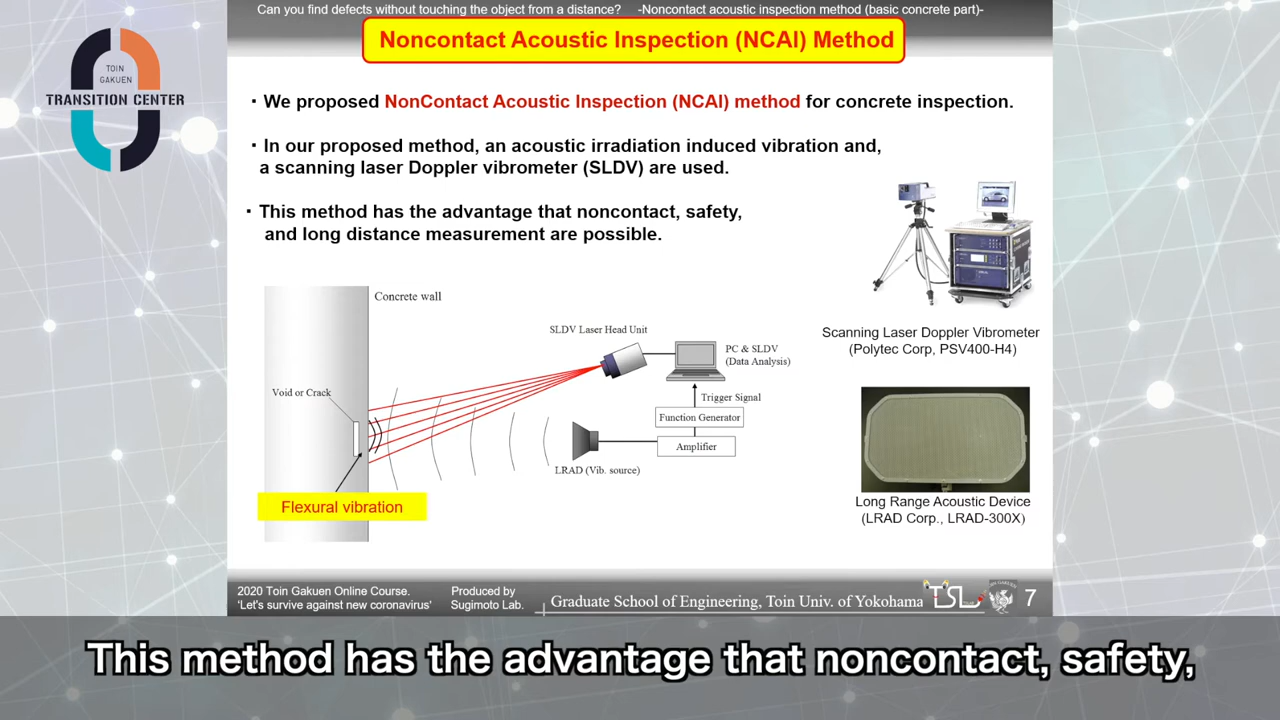 Can you find defects without touching the object from a distance? -Noncontact acoustic inspection method (basic concrete part)-
Noncontact Acoustic Inspection (NCAI) Method
TOIN
GAKUEN
TRANSITION CENTER
・We proposed NonContact Acoustic Inspection (NCAI) method for concrete inspection.
・In our proposed method, an acoustic irradiation induced vibration and,
a scanning laser Doppler vibrometer (SLDV) are used.
・This method has the advantage that noncontact, safety,
and long distance measurement are possible.
Concrete wall
SLDV Laser Head Unit
PC & SLDV
(Data Analysis)
Void or Crack
Trigger Signal
Function Generator
Amplifier
LRAD (Vib. source)
Flexural vibration
Scanning Laser Doppler Vibrometer
(Polytec Corp, PSV400-H4)
Long Range Acoustic Device
(LRAD Corp., LRAD-300X)
2020 Toin Gakuen Online Course.
'Let's survive against new coronavirus'
Produced by
Sugimoto Lab.
Graduate School of Engineering, Toin Univ. of Yokohama
TSL
7
This method has the advantage that noncontact, safety,